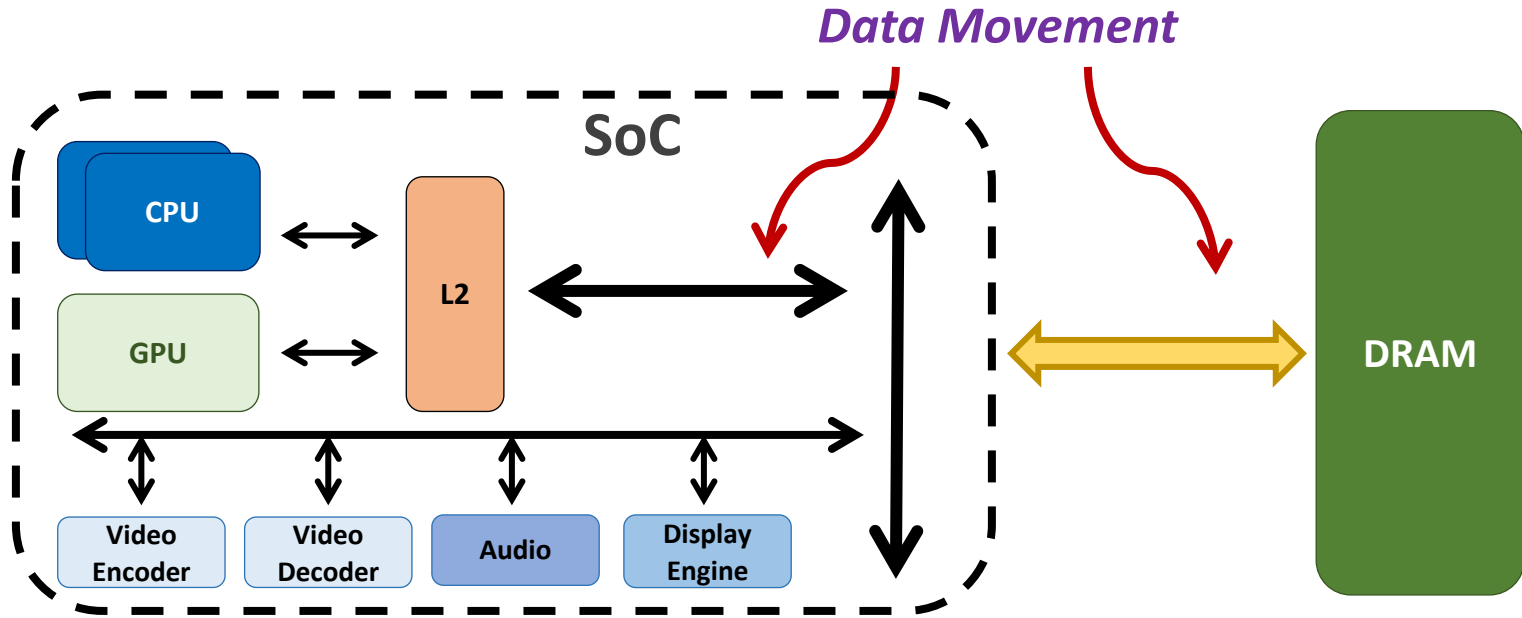 Data Movement
SoC
CPU
L2
GPU
DRAM
Video
Encoder
Video
Decoder
Audio
Display
Engine